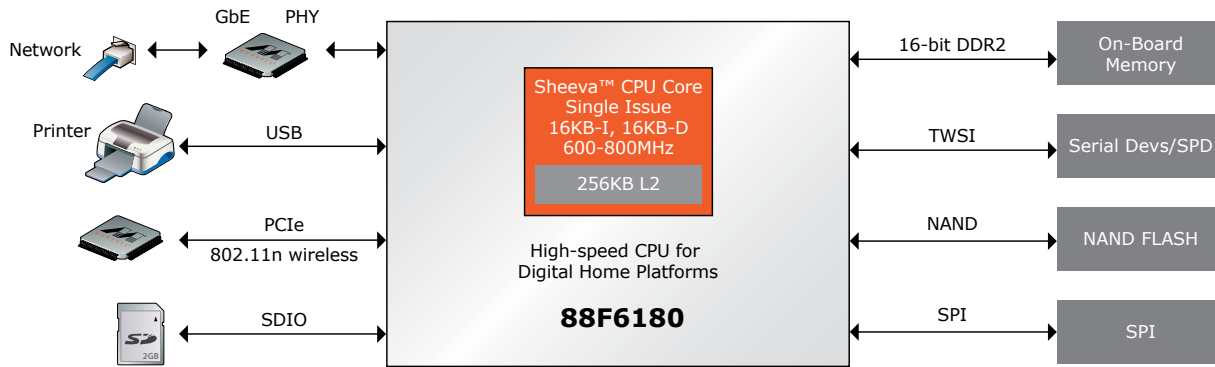 GbE PHY
Network
Printer
USB
PCIe
802.11n wireless
SDIO
2GB
Sheeva™ CPU Core
Single Issue
16KB-I, 16KB-D
600-800MHz
256KB L2
High-speed CPU for
Digital Home Platforms
88F6180
16-bit DDR2
On-Board
Memory
TWSI
Serial Devs/SPD
NAND
NAND FLASH
SPI
SPI